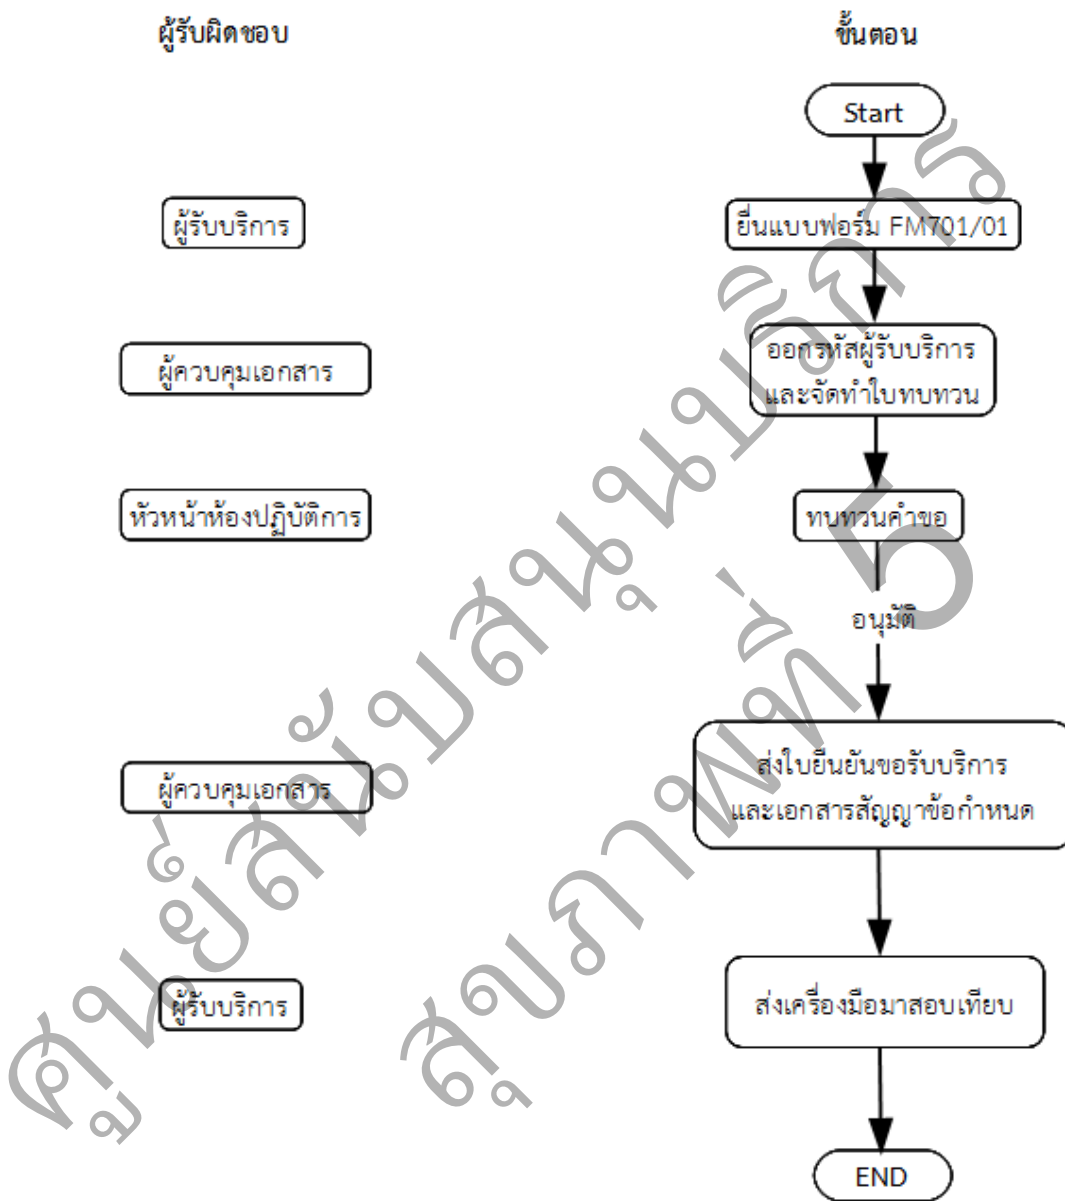 ผู้รับผิดชอบ ขั้นตอน
Start
ผู้รับบริการ ยื่นแบบฟอร์ม FM701/01
ผู้ควบคุมเอกสาร ออกรหัสผู้รับบริการ
และจัดทำใบทบทวน
หัวหน้าห้องปฏิบัติการ ทบทวนคำขอ
อนุมัติ
ผู้ควบคุมเอกสาร ส่งใบยืนยันขอรับบริการ
และเอกสารสัญญาข้อกำหนด
ผู้รับบริการ ส่งเครื่องมือมาสอบเทียบ
END
ศูนย์สนับสนุนบริการ
สุขภาพที่ 5